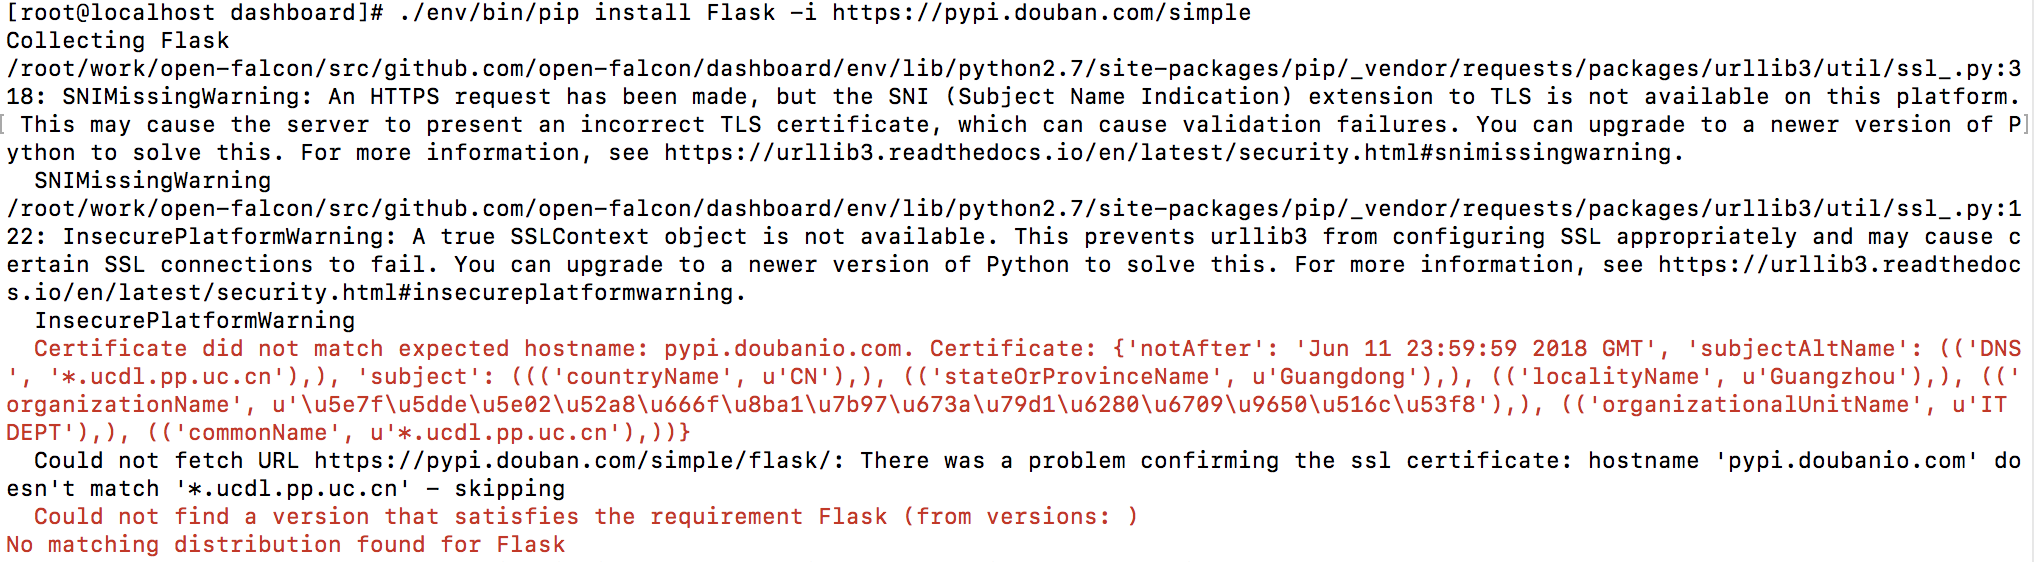 [root@localhost dashboard]# ./env/bin/pip install Flask -i https://pypi.douban.com/simple
Collecting Flask
/root/work/open-falcon/src/github.com/open-falcon/dashboard/env/lib/python2.7/site-packages/pip/_vendor/requests/packages/urllib3/util/ssl_.py:3
18: SNIMissingWarning: An HTTPS request has been made, but the SNI (Subject Name Indication) extension to TLS is not available on this platform.
[ This may cause the server to present an incorrect TLS certificate, which can cause validation failures. You can upgrade to a newer version of P]
ython to solve this. For more information, see https://urllib3.readthedocs.io/en/latest/security.html#snimissingwarning.
  SNIMissingWarning
/root/work/open-falcon/src/github.com/open-falcon/dashboard/env/lib/python2.7/site-packages/pip/_vendor/requests/packages/urllib3/util/ssl_.py:1
22: InsecurePlatformWarning: A true SSLContext object is not available. This prevents urllib3 from configuring SSL appropriately and may cause c
ertain SSL connections to fail. You can upgrade to a newer version of Python to solve this. For more information, see https://urllib3.readthedoc
s.io/en/latest/security.html#insecureplatformwarning.
  InsecurePlatformWarning
  Certificate did not match expected hostname: pypi.doubanio.com. Certificate: {'notAfter': 'Jun 11 23:59:59 2018 GMT', 'subjectAltName': (('DNS
', '*.ucdl.pp.uc.cn'),), 'subject': ((('countryName', u'CN'),), (('stateOrProvinceName', u'Guangdong'),), (('localityName', u'Guangzhou'),), (('
organizationName', u'\u5e7f\u5dde\u5e02\u52a8\u666f\u8ba1\u7b97\u673a\u79d1\u6280\u6709\u9650\u516c\u53f8'),), (('organizationalUnitName', u'IT
DEPT'),), (('commonName', u'*.ucdl.pp.uc.cn'),))}
  Could not fetch URL https://pypi.douban.com/simple/flask/: There was a problem confirming the ssl certificate: hostname 'pypi.doubanio.com' do
esn't match '*.ucdl.pp.uc.cn' - skipping
  Could not find a version that satisfies the requirement Flask (from versions: )
No matching distribution found for Flask